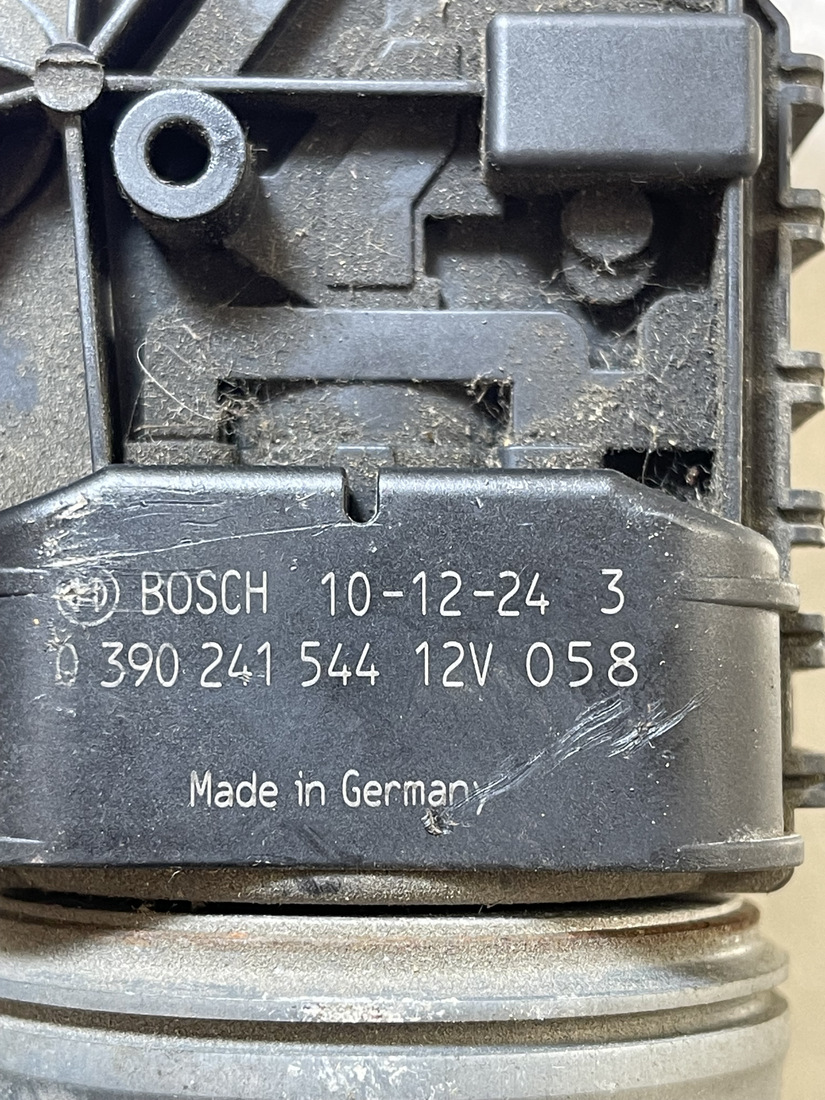 BOSCH 10-12-24 3
0 390 241 544 12V 058
Made in Germany